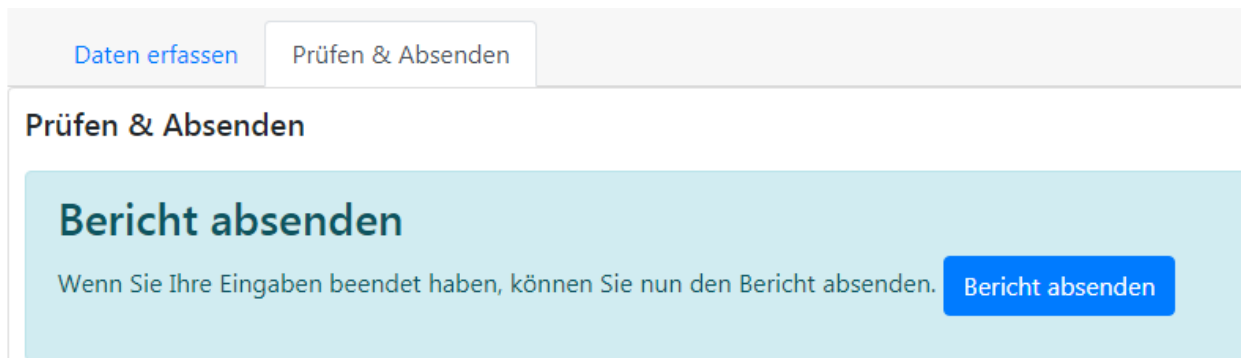 Daten erfassen Prüfen & Absenden
Prüfen & Absenden
Bericht absenden
Wenn Sie Ihre Eingaben beendet haben, können Sie nun den Bericht absenden. Bericht absenden